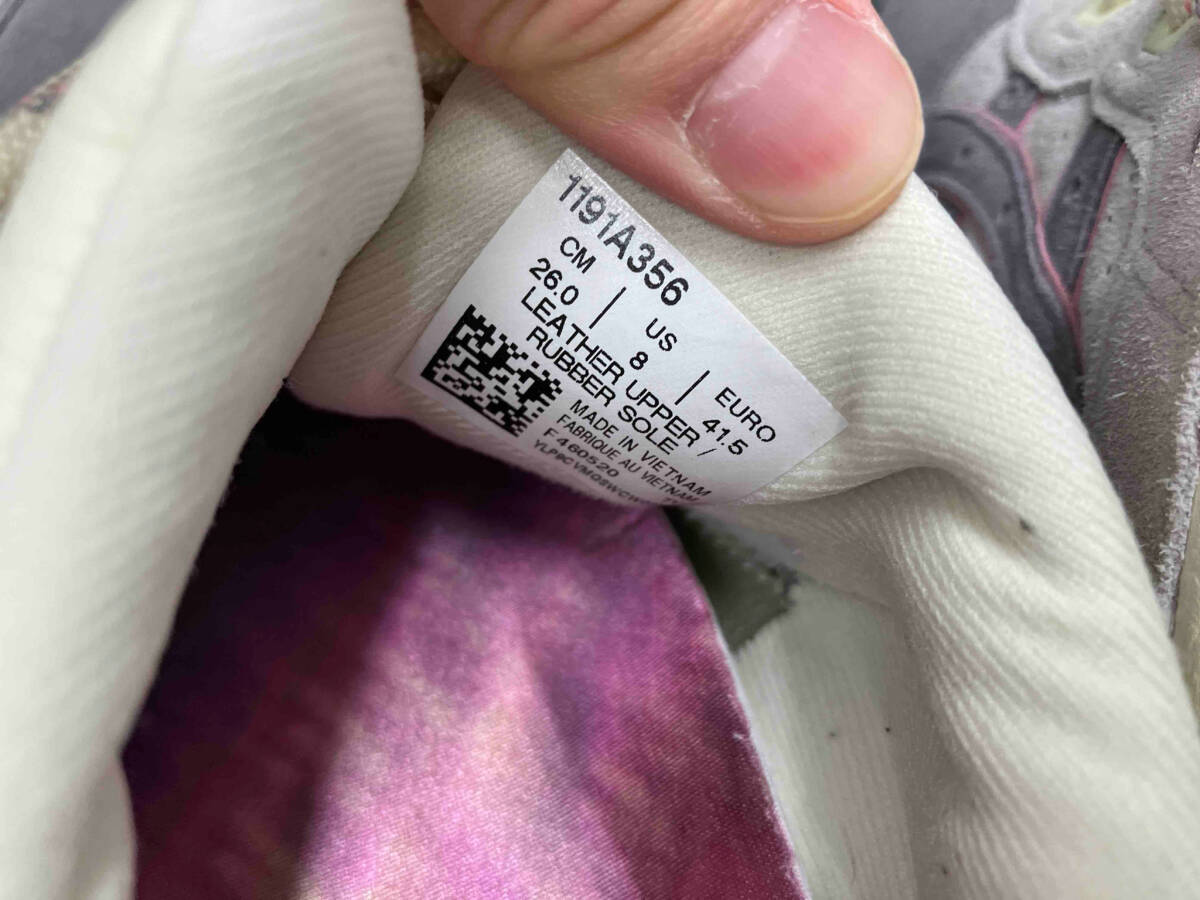 1191A356
CM | US | EURO
26.0 | 8 | 41.5
LEATHER UPPER /
RUBBER SOLE
MADE IN VIETNAM
FABRIQUE AU VIETNAM
F460520